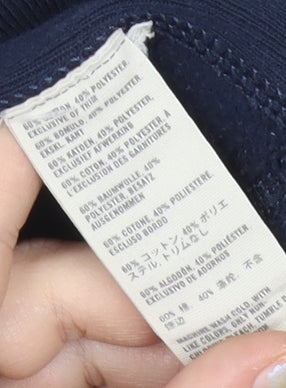 60% COTTON, 40% POLYESTER,
EXCLUSIVE OF TRIM
60% BOMULD, 40% POLYESTER,
EKSKL. KANT
60% KATOEN, 40% POLYESTER,
EXCLUSIEF AFWERKING
60% COTON, 40% POLYESTER, A
L'EXCLUSION DES GARNITURES
60% BAUMWOLLE, 40%
POLYESTER, BESATZ
AUSGENOMMEN
60% COTONE, 40% POLIESTERE,
ESCLUSO BORDO
60% コットン, 40% ポリエ
ステル, トリムなし
60% ALGODON, 40% POLIESTER,
EXCLUSIVO DE ADORNOS
60% 棉, 40% 涤纶, 不含
MACHINE WASH COLD, WITH
LIKE COLORS, ONLY NON-
TUMBLE D